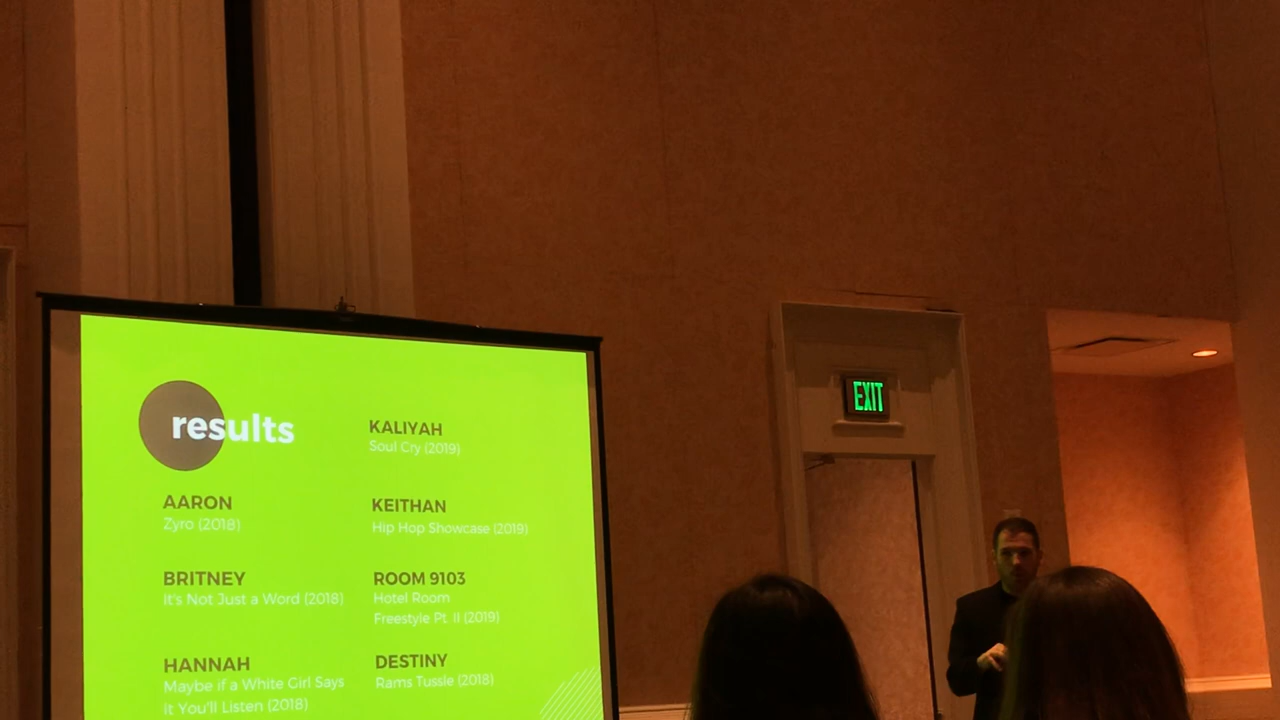 results
AARON
Zyro (2018)
BRITNEY
It's Not Just a Word (2018)
HANNAH
Maybe if a White Girl Says
It You'll Listen (2018)
KALIYAH
Soul Cry (2019)
KEITHAN
Hip Hop Showcase (2019)
ROOM 9103
Hotel Room
Freestyle Pt. II (2019)
DESTINY
Rams Tussle (2018)
EXIT